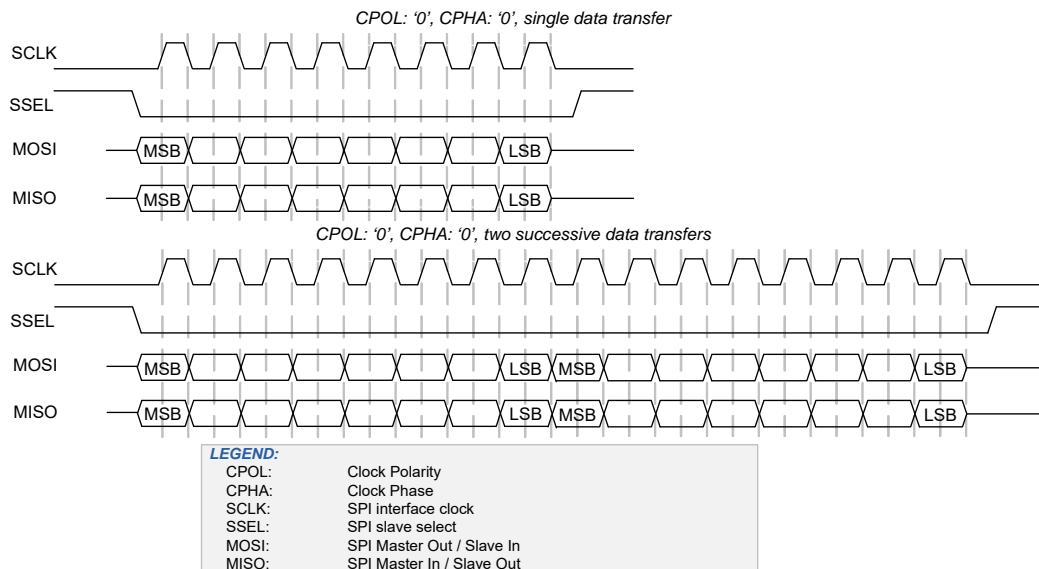 CPOL: ‘0’, CPHA: ‘0’, single data transfer
SCLK
SSEL
MOSI MSB LSB
MISO MSB LSB
CPOL: ‘0’, CPHA: ‘0’, two successive data transfers
SCLK
SSEL
MOSI MSB LSB MSB LSB
MISO MSB LSB MSB LSB
LEGEND:
CPOL: Clock Polarity
CPHA: Clock Phase
SCLK: SPI interface clock
SSEL: SPI slave select
MOSI: SPI Master Out / Slave In
MISO: SPI Master In / Slave Out